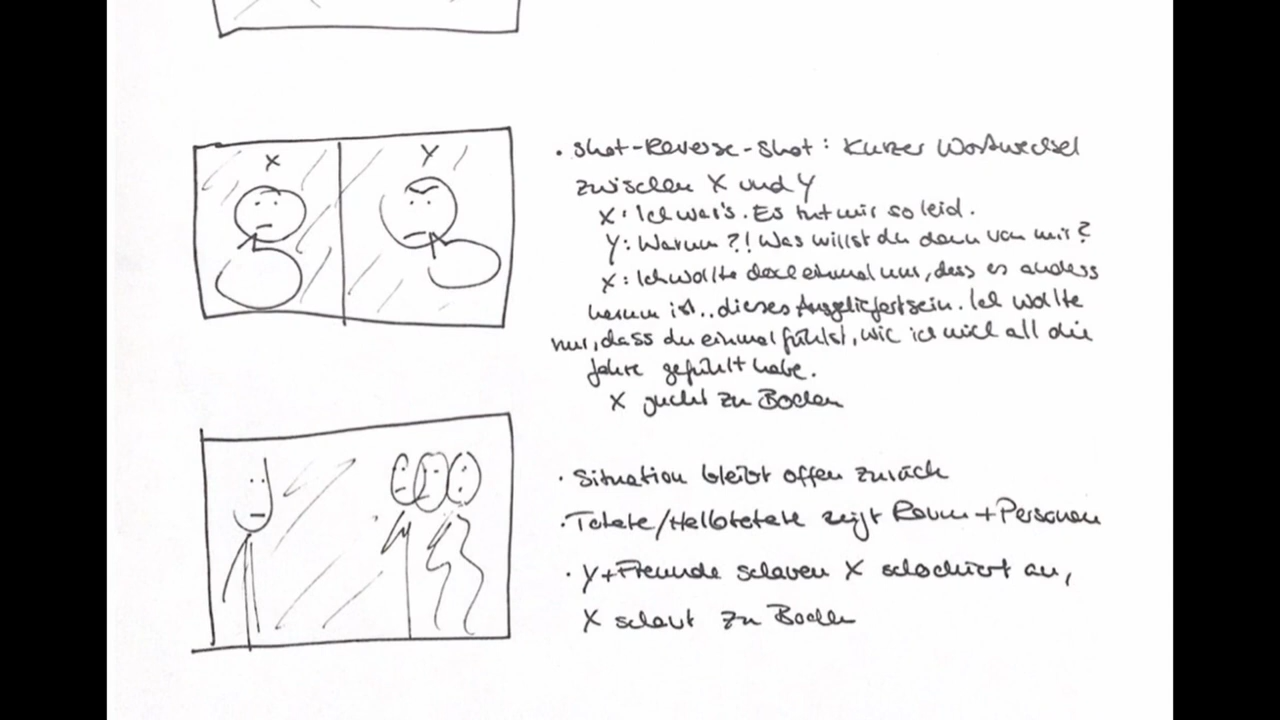 X
Y
· Shot-Reverse-Shot: Kurzer Wortwechsel
zwischen X und Y
X: Ich war's. Es tut mir so leid.
Y: Warum?! Was willst du denn von mir?
X: Ich wollte doch einmal nur, dass es anders
herum ist.. dieses Ausgeliefertsein. Ich wollte
nur, dass du einmal fühlst, wie ich mich all die
Jahre gefühlt habe.
X guckt zu Boden
· Situation bleibt offen zurück
· Totale/Halbtotale zeigt Raum + Personen
· Y + Freunde schauen X schockiert an,
X schaut zu Boden